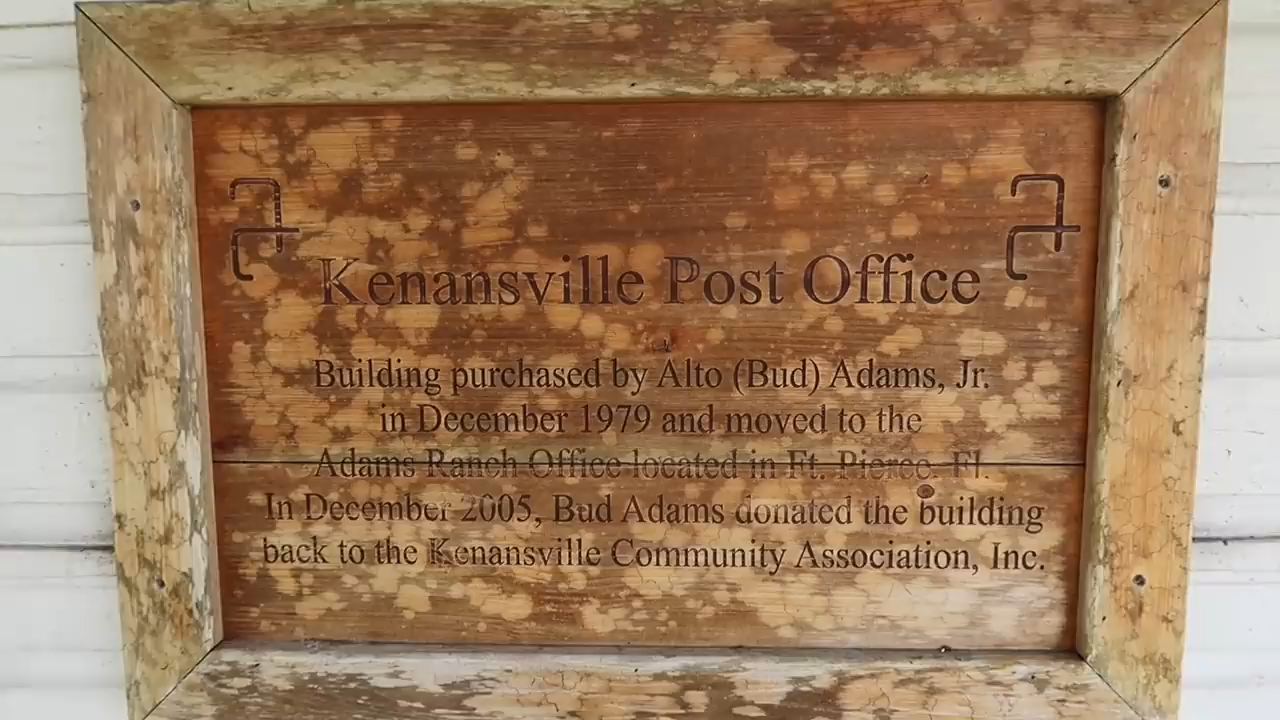 Kenansville Post Office
Building purchased by Alto (Bud) Adams, Jr.
in December 1979 and moved to the
Adams Ranch Office located in Ft. Pierce, Fl.
In December 2005, Bud Adams donated the building
back to the Kenansville Community Association, Inc.